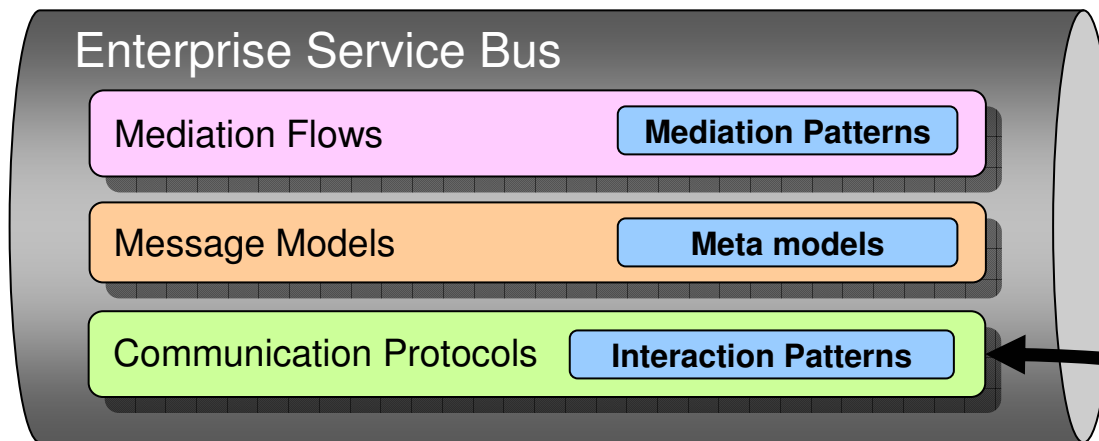 Enterprise Service Bus
Mediation Flows
Mediation Patterns
Message Models
Meta models
Communication Protocols
Interaction Patterns